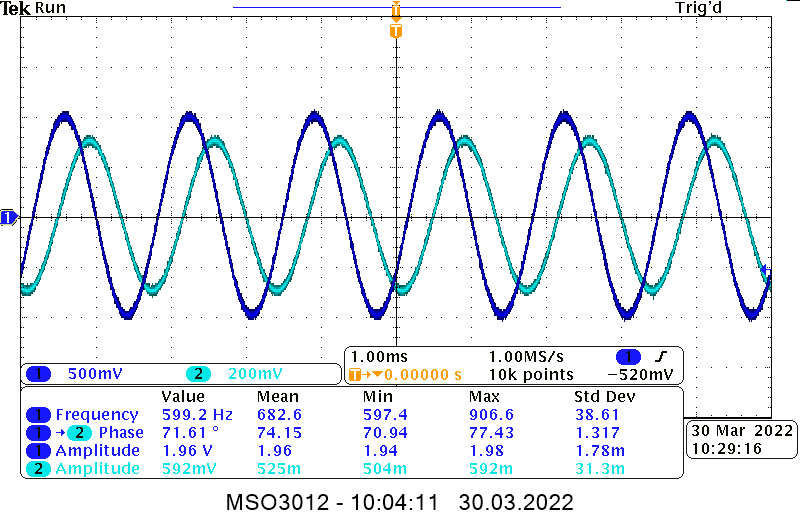 Tek Run Trig'd
T
T
T
1 500mV 2 200mV
1.00ms 1.00MS/s 1
T→▼0.00000 s 10k points −520mV
Value Mean Min Max Std Dev
1 Frequency 599.2 Hz 682.6 597.4 906.6 38.61
1 →2 Phase 71.61 ° 74.15 70.94 77.43 1.317
1 Amplitude 1.96 V 1.96 1.94 1.98 1.78m
2 Amplitude 592mV 525m 504m 592m 31.3m
30 Mar 2022
10:29:16
MSO3012 - 10:04:11 30.03.2022